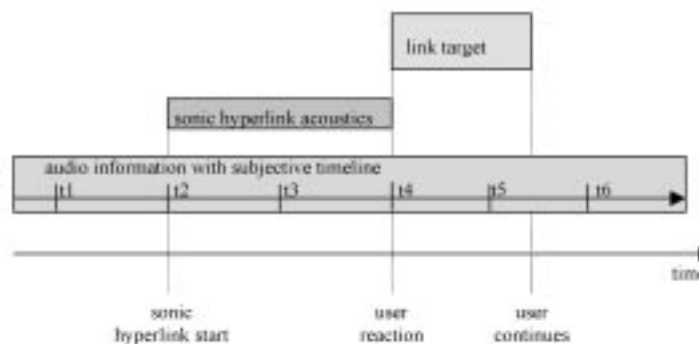 link target
sonic hyperlink acoustics
audio information with subjective timeline
t1 t2 t3 t4 t5 t6
time
sonic hyperlink start
user reaction
user continues